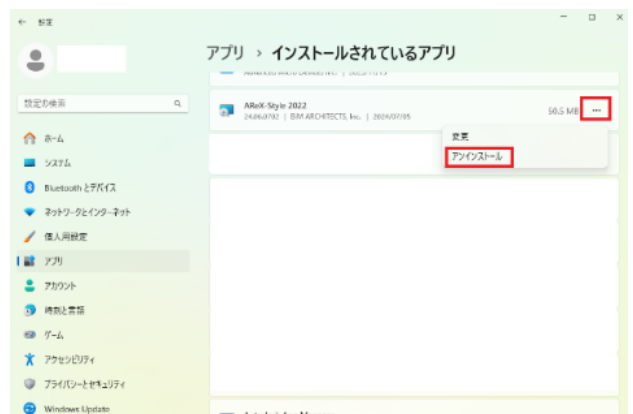 設定
アプリ › インストールされているアプリ
設定の検索
AReX-Style 2022
24.06.0702 | BIM ARCHITECTS, Inc. | 2024/07/05
50.5 MB
変更
アンインストール
ホーム
システム
Bluetooth とデバイス
ネットワークとインターネット
個人用設定
アプリ
アカウント
時刻と言語
ゲーム
アクセシビリティ
プライバシーとセキュリティ
Windows Update